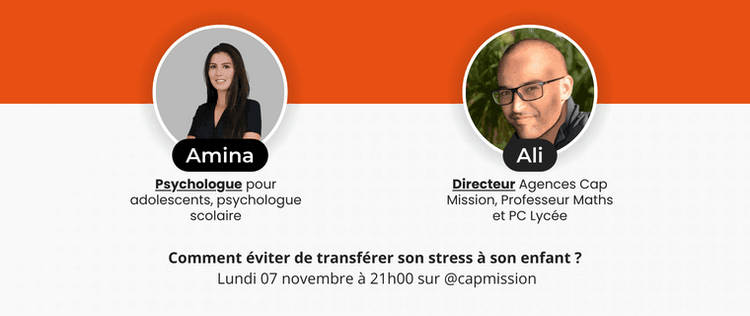 Amina
Psychologue pour
adolescents, psychologue
scolaire
Ali
Directeur Agences Cap
Mission, Professeur Maths
et PC Lycée
Comment éviter de transférer son stress à son enfant ?
Lundi 07 novembre à 21h00 sur @capmission